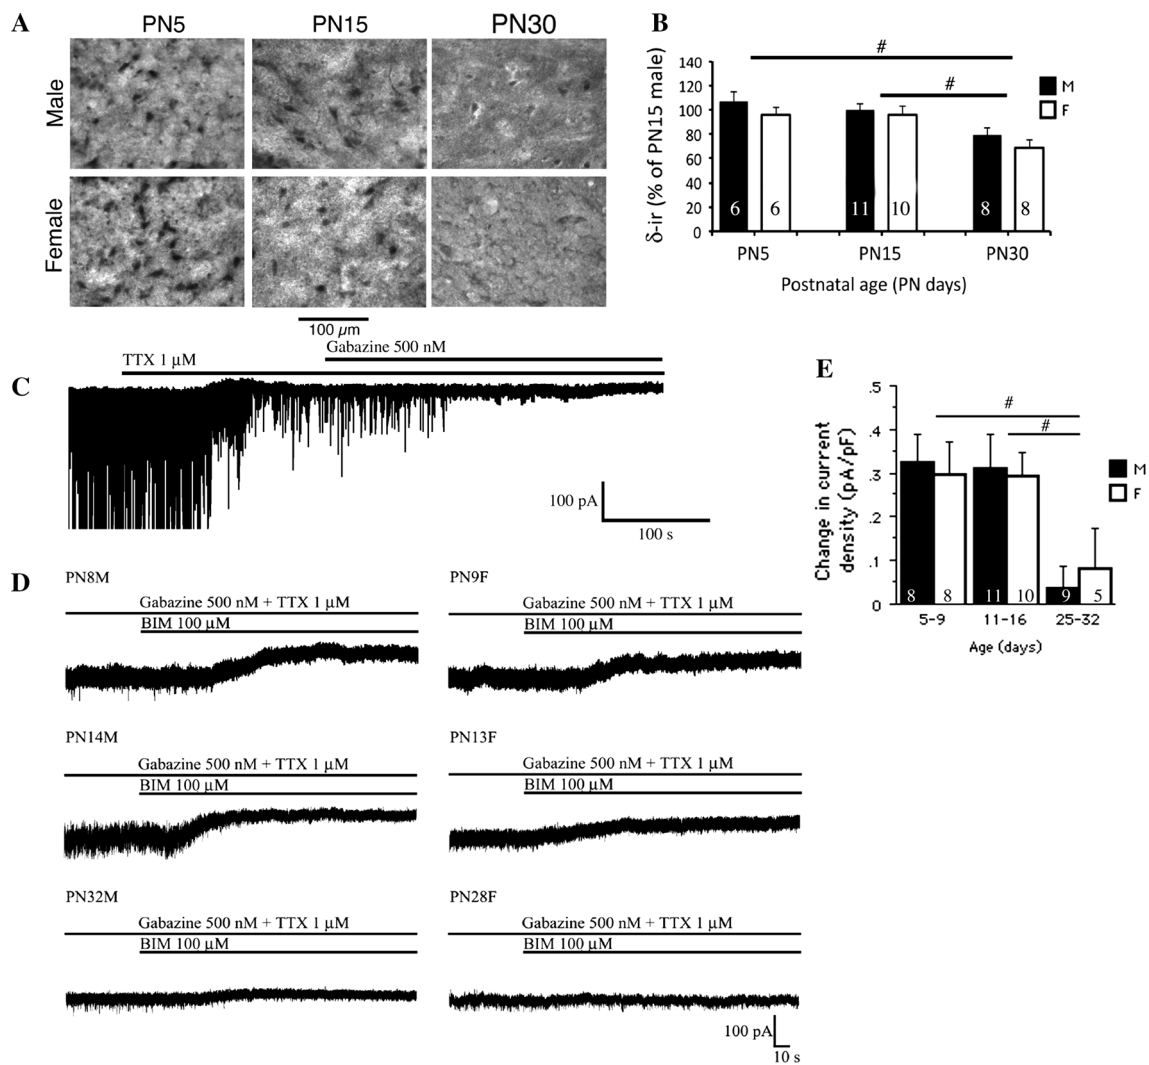 A
PN5
PN15
PN30
Male
Female
100 µm
B
δ-ir (% of PN15 male)
140
120
100
80
60
40
20
0
#
#
M
F
6
6
11
10
8
8
PN5
PN15
PN30
Postnatal age (PN days)
C
TTX 1 µM
Gabazine 500 nM
100 pA
100 s
D
PN8M
Gabazine 500 nM + TTX 1 µM
BIM 100 µM
PN9F
Gabazine 500 nM + TTX 1 µM
BIM 100 µM
PN14M
Gabazine 500 nM + TTX 1 µM
BIM 100 µM
PN13F
Gabazine 500 nM + TTX 1 µM
BIM 100 µM
PN32M
Gabazine 500 nM + TTX 1 µM
BIM 100 µM
PN28F
Gabazine 500 nM + TTX 1 µM
BIM 100 µM
100 pA
10 s
E
Change in current
density (pA/pF)
.5
.4
.3
.2
.1
0
#
#
M
F
8
8
11
10
9
5
5-9
11-16
25-32
Age (days)